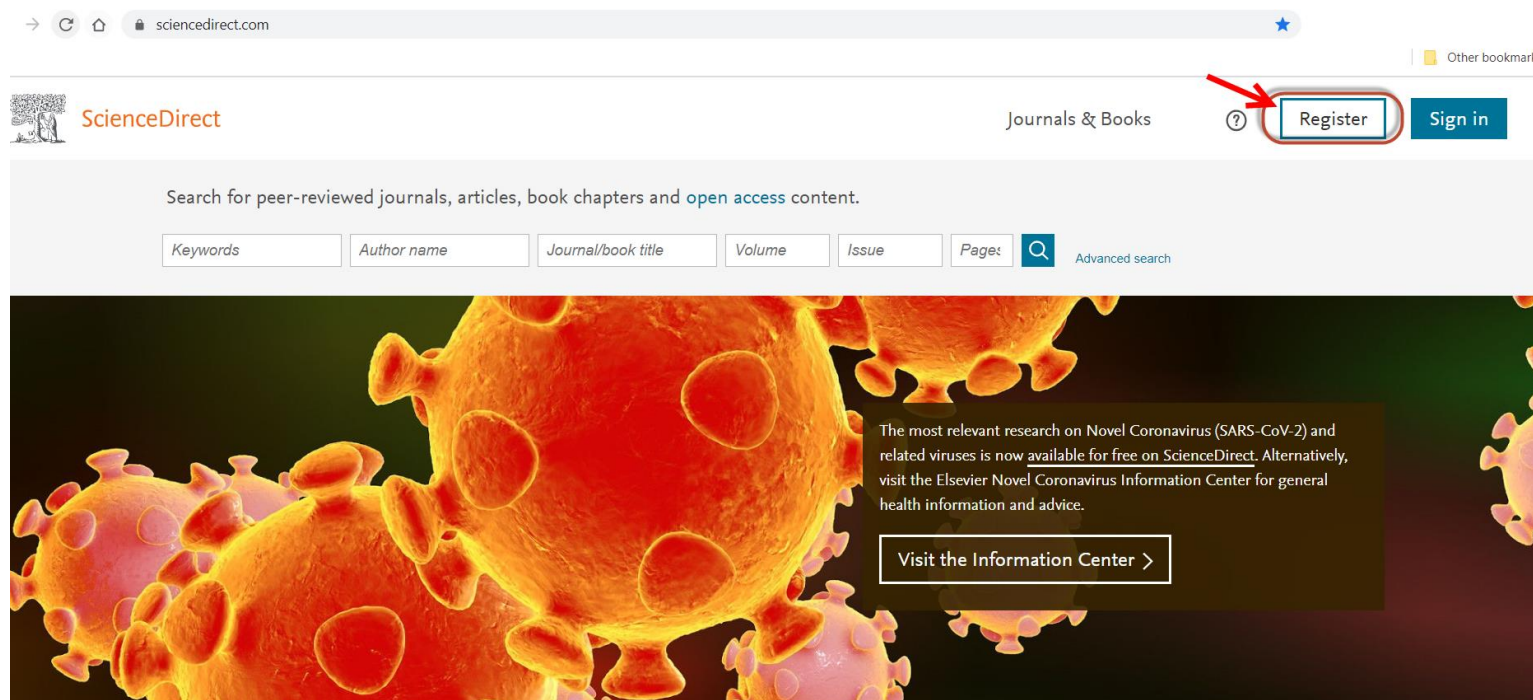 sciencedirect.com
Other bookmark
ScienceDirect
Journals & Books
?
Register
Sign in
Search for peer-reviewed journals, articles, book chapters and open access content.
Keywords
Author name
Journal/book title
Volume
Issue
Pages
Advanced search
The most relevant research on Novel Coronavirus (SARS-CoV-2) and
related viruses is now available for free on ScienceDirect. Alternatively,
visit the Elsevier Novel Coronavirus Information Center for general
health information and advice.
Visit the Information Center >